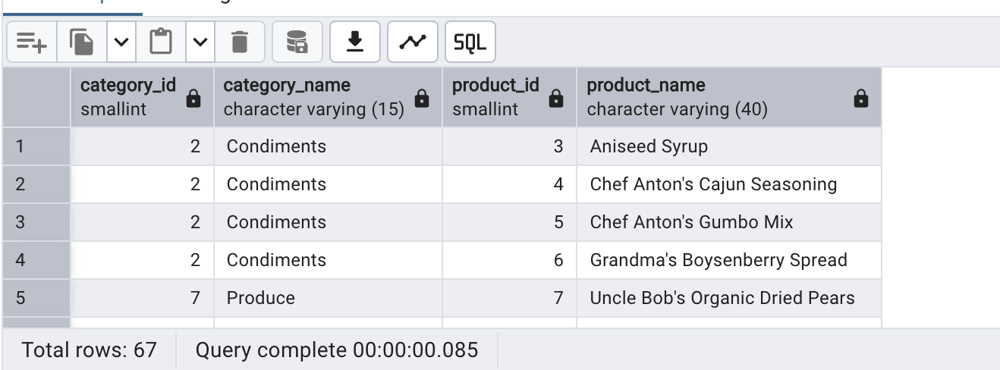 SQL
category_id category_name product_id product_name
smallint character varying (15) smallint character varying (40)
1 2 Condiments 3 Aniseed Syrup
2 2 Condiments 4 Chef Anton's Cajun Seasoning
3 2 Condiments 5 Chef Anton's Gumbo Mix
4 2 Condiments 6 Grandma's Boysenberry Spread
5 7 Produce 7 Uncle Bob's Organic Dried Pears
Total rows: 67 Query complete 00:00:00.085